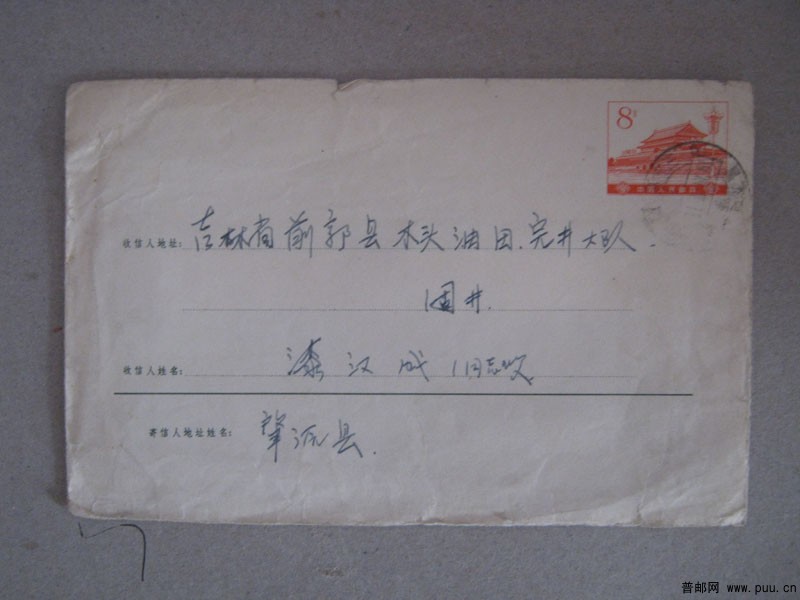 8分
中国人民邮政
收信人地址: 吉林省前郭县木头油田.完井大队.
固井.
收信人姓名: 漆汉成 同志收
寄信人地址姓名: 肇源县.
普邮网 www.puu.cn